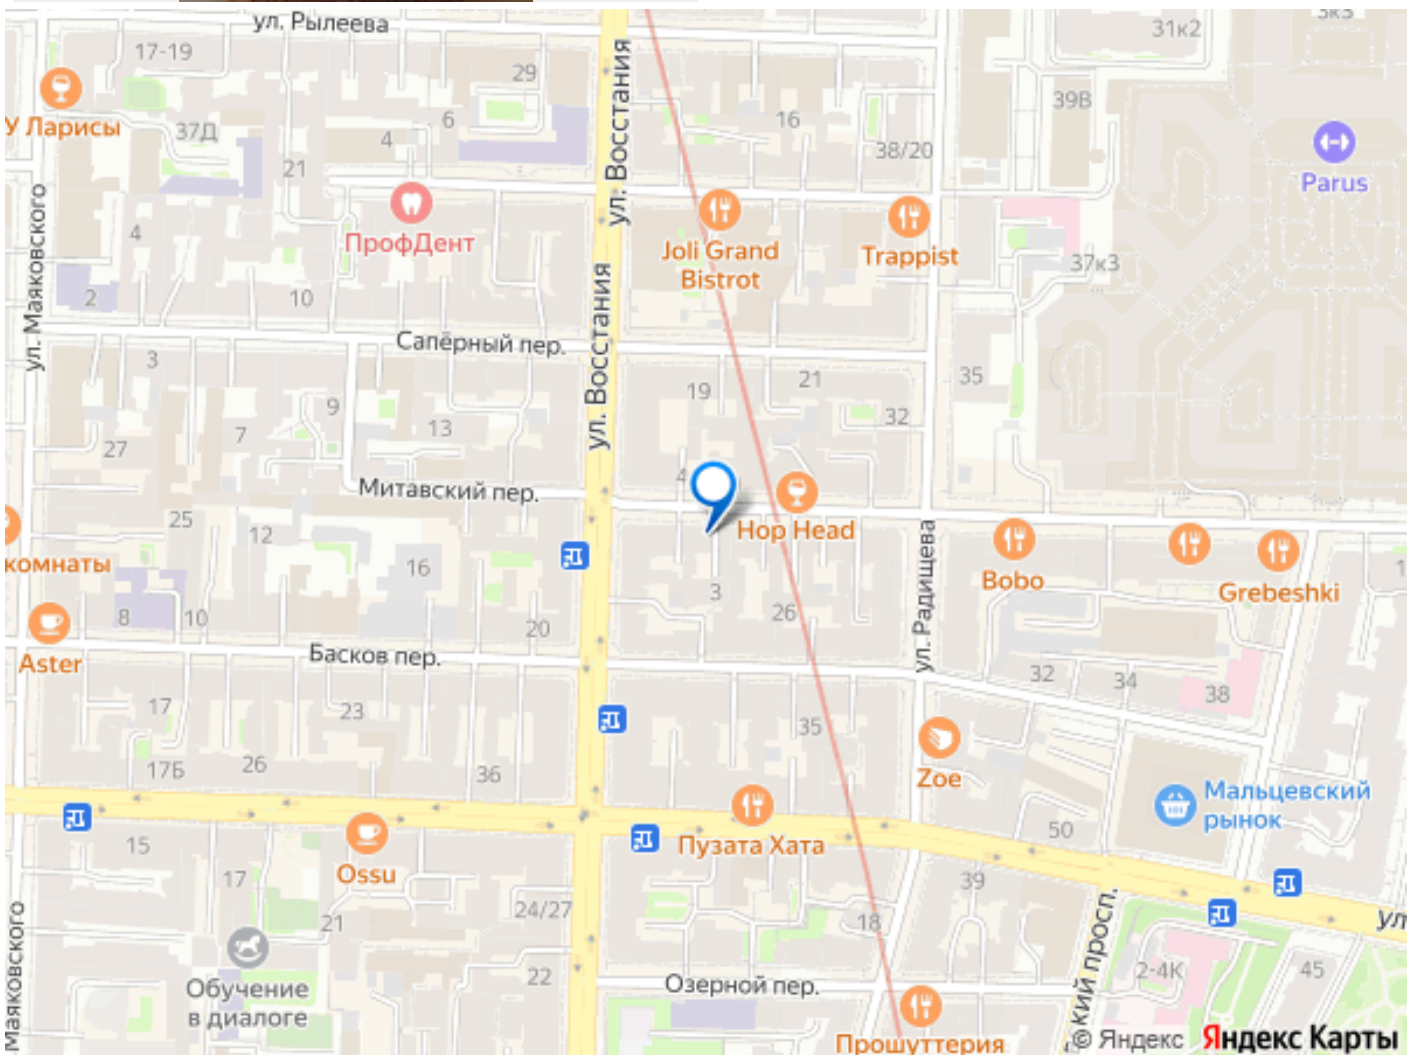 ул. Рылеева
17-19
29
31к2
3к3
У Ларисы
37Д
6
4
16
39В
38/20
21
Parus
ПрофДент
ул. Маяковского
ул. Восстания
4
Joli Grand
Bistrot
Trappist
37к3
2
10
ул. Восстания
Сапёрный пер.
3
19
21
35
9
32
7
13
27
4
Митавский пер.
Hop Head
25
12
комнаты
16
3
26
ул. Радищева
Bobo
Grebeshki
1
8
10
20
Aster
Басков пер.
32
34
38
17
23
35
17Б
26
36
Zoe
Мальцевский
рынок
Пузата Хата
50
15
Ossu
17
39
21
24/27
18
ул
Маяковского
Обучение
в диалоге
22
Озерной пер.
кий просп.
2-4К
45
Прошуттерия
© Яндекс Яндекс Карты